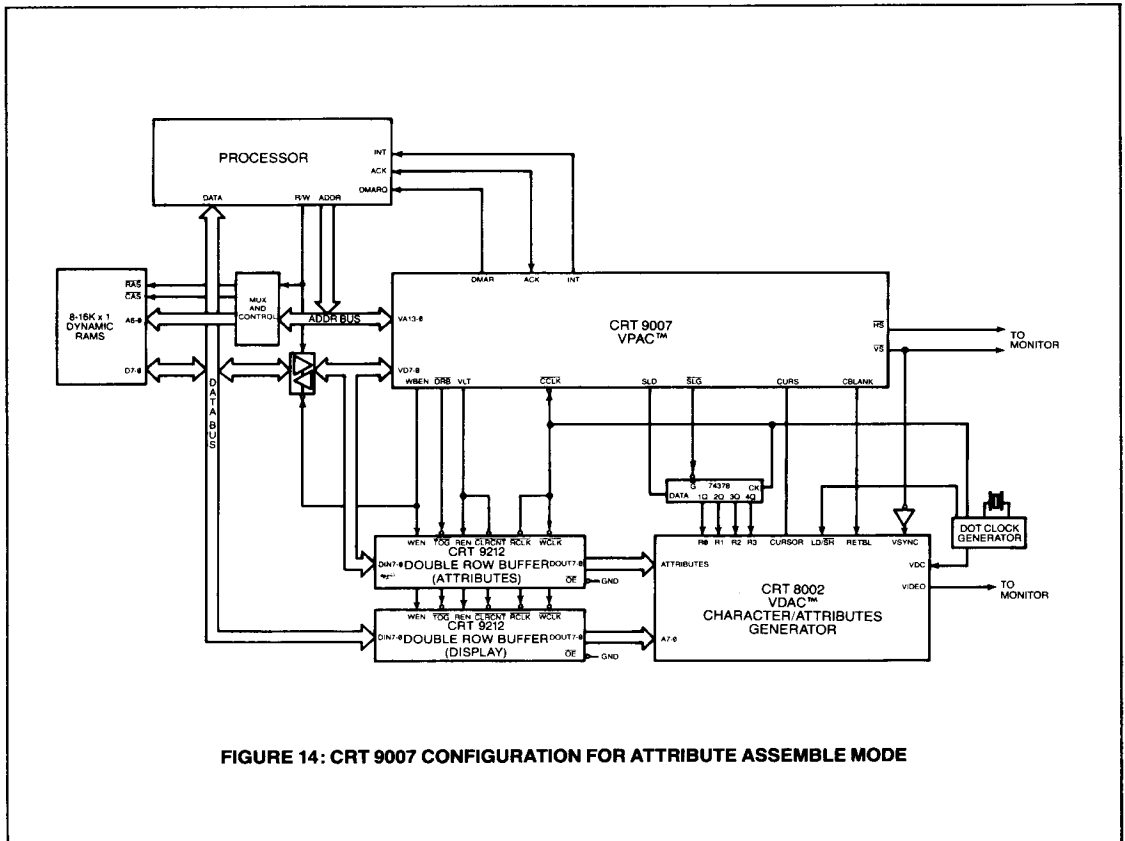 PROCESSOR
INT
ACK
DMARQ
DATA
R/W
ADDR
8-16K x 1
DYNAMIC
RAMS
RAS
CAS
A6-0
D7-0
MUX
AND
CONTROL
ADDR BUS
DATA BUS
DMAR
ACK
INT
VA13-0
VD7-0
CRT 9007
VPAC™
HS
VS
TO
MONITOR
WBEN
DRB
VLT
CCLK
SLD
SLG
CURS
CBLANK
G
74378
CK
DATA
1Q
2Q
3Q
4Q
DOT CLOCK
GENERATOR
WEN
TOG
REN
CLRCNT
RCLK
WCLK
DIN7-0
CRT 9212
DOUBLE ROW BUFFER
(ATTRIBUTES)
DOUT7-0
OE
GND
WEN
TOG
REN
CLRCNT
RCLK
WCLK
DIN7-0
CRT 9212
DOUBLE ROW BUFFER
(DISPLAY)
DOUT7-0
OE
GND
R0
R1
R2
R3
CURSOR
LD/SH
RETBL
VSYNC
ATTRIBUTES
VDC
VIDEO
CRT 8002
VDAC™
CHARACTER/ATTRIBUTES
GENERATOR
A7-0
TO
MONITOR
FIGURE 14: CRT 9007 CONFIGURATION FOR ATTRIBUTE ASSEMBLE MODE